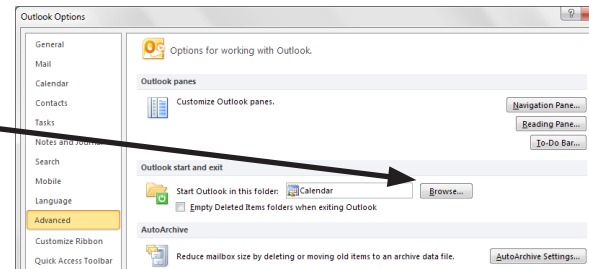 Outlook Options
General
Mail
Calendar
Contacts
Tasks
Notes and Journal
Search
Mobile
Language
Advanced
Customize Ribbon
Quick Access Toolbar
Options for working with Outlook.
Outlook panes
Customize Outlook panes.
Navigation Pane...
Reading Pane...
To-Do Bar...
Outlook start and exit
Start Outlook in this folder: Calendar Browse...
Empty Deleted Items folders when exiting Outlook
AutoArchive
Reduce mailbox size by deleting or moving old items to an archive data file. AutoArchive Settings...